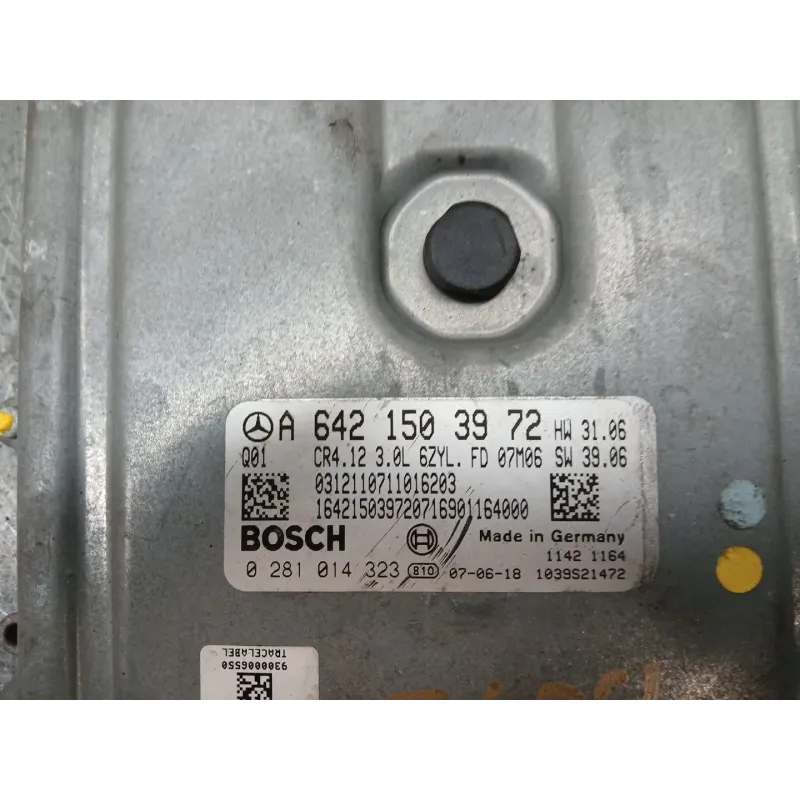 A 642 150 39 72 HW 31.06
Q01 CR4.12 3.0L 6ZYL. FD 07M06 SW 39.06
0312110711016203
164215039720716901164000
BOSCH Made in Germany
1142 1164
0 281 014 323 810 07-06-18 1039S21472
TRACELABEL
9300006550